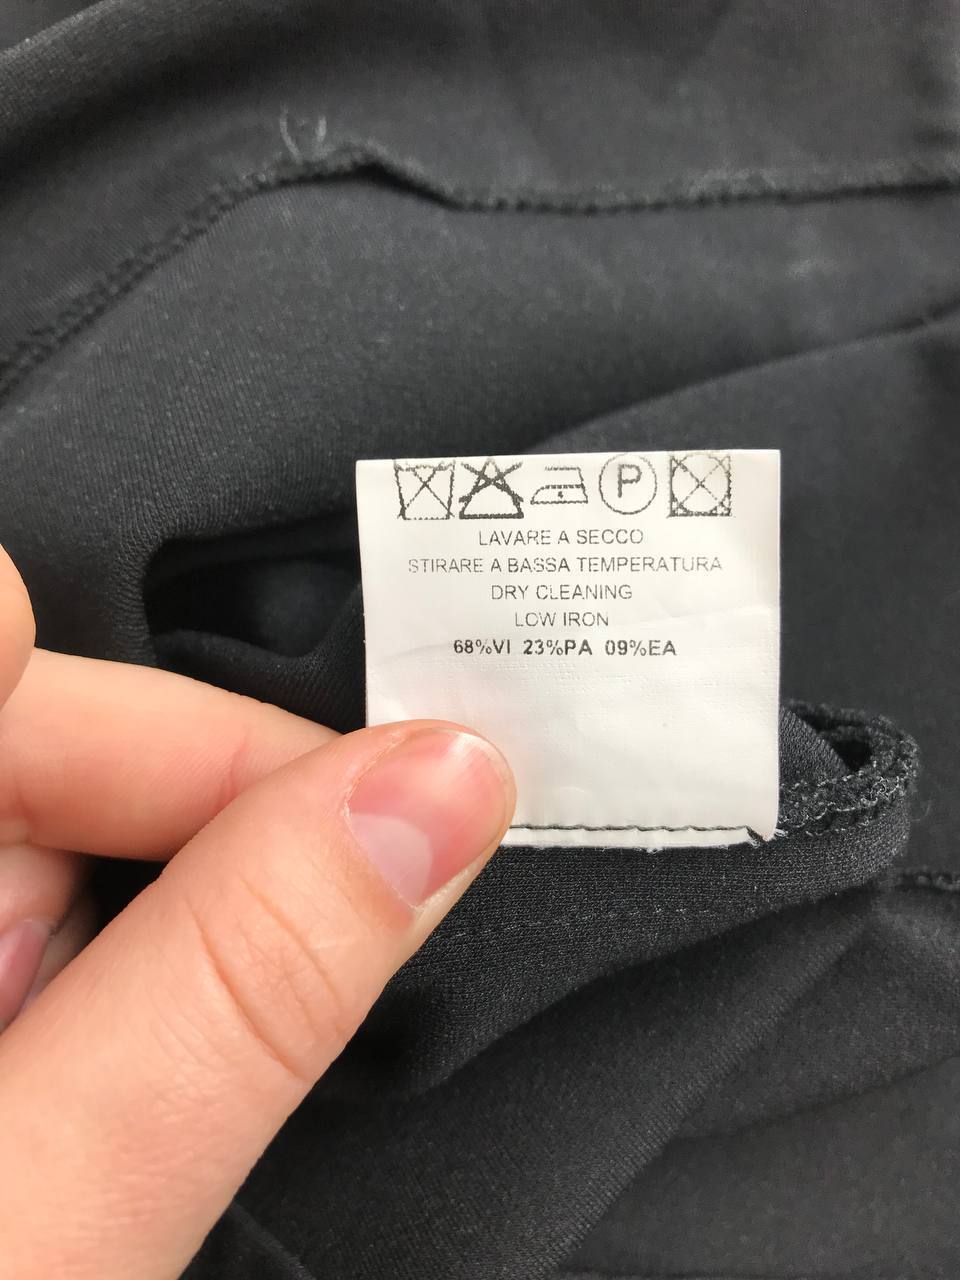 P
LAVARE A SECCO
STIRARE A BASSA TEMPERATURA
DRY CLEANING
LOW IRON
68%VI 23%PA 09%EA